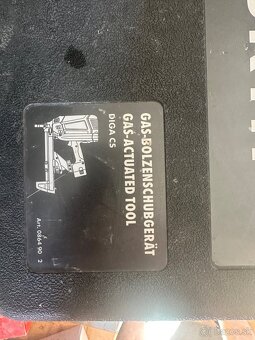 GAS-BOLZENSCHUBGERÄT
GAS-ACTUATED TOOL
DIGA CS
Art. 0864 90 2